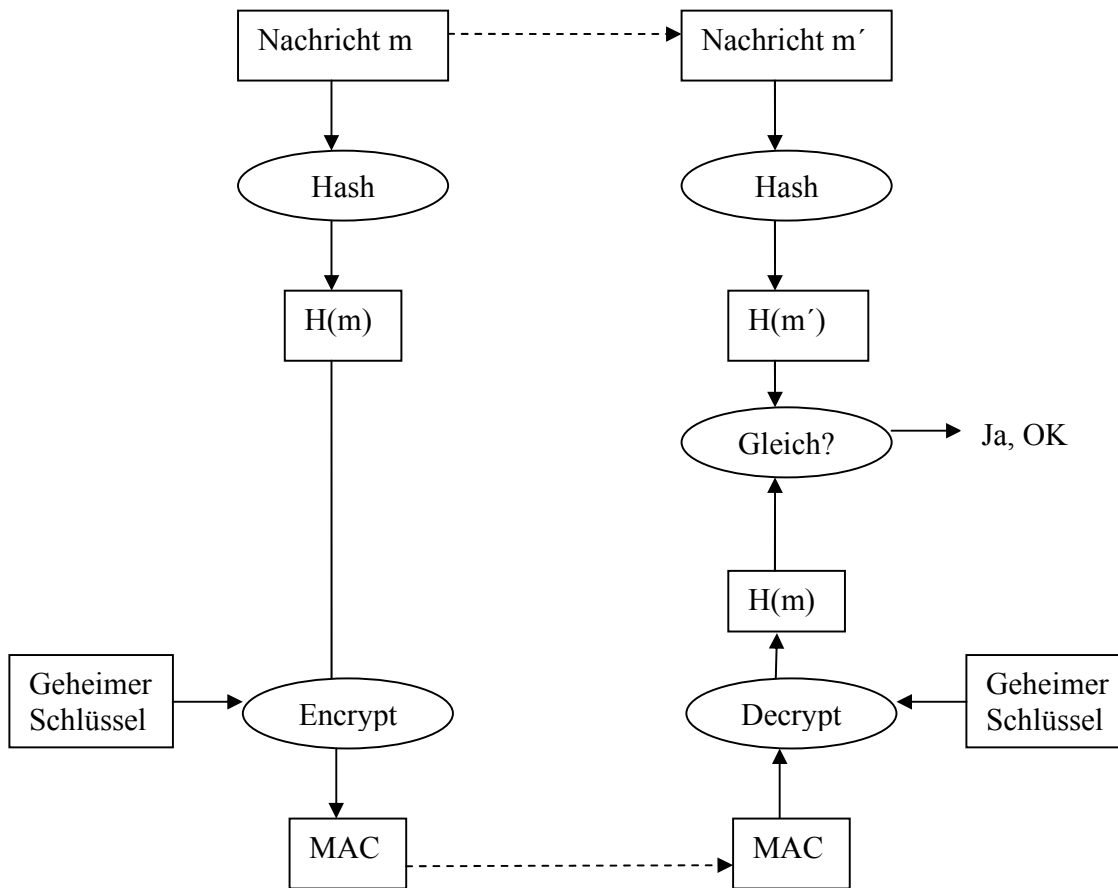 Nachricht m
Nachricht m´
Hash
Hash
H(m)
H(m´)
Gleich?
Ja, OK
H(m)
Geheimer
Schlüssel
Encrypt
Decrypt
Geheimer
Schlüssel
MAC
MAC